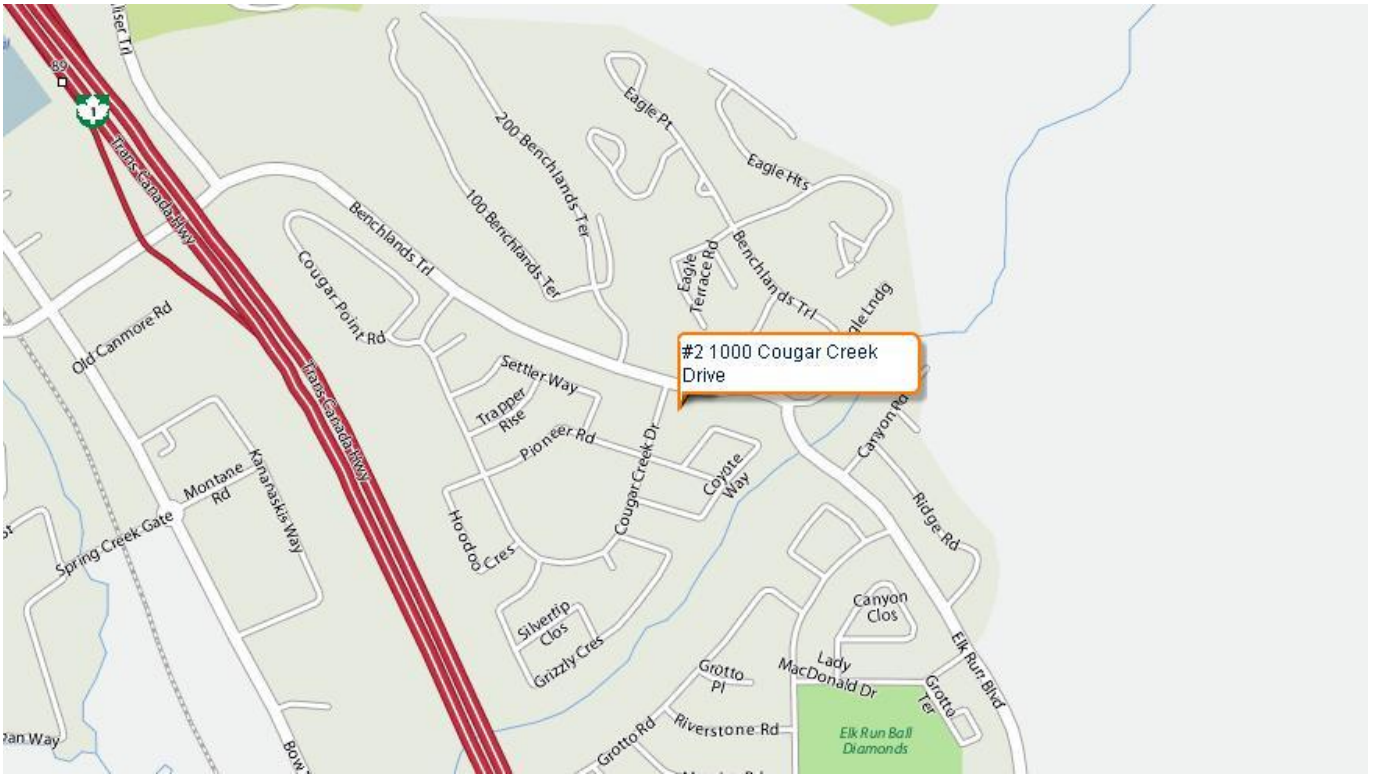 89
1
Trans Canada Hwy
200 Benchlands Ter
100 Benchlands Ter
Eagle Pt
Eagle Hts
Benchlands Trl
Benchlands Trl
Eagle
Terrace Rd
Cougar Point Rd
Old Canmore Rd
#2 1000 Cougar Creek
Drive
Settler Way
Trapper
Rise
Pioneer Rd
Trans Canada Hwy
Cougar Creek Dr
Coyote
Way
Canyon Rd
Ridge Rd
Montane
Rd
Kananaskis Way
Spring Creek Gate
Hoodoo
Cres
Silvertip
Clos
Grizzly Cres
Canyon
Clos
Lady
MacDonald Dr
Elk Run Blvd
Grotto
Pl
Grotto
Ter
Riverstone Rd
Grotto Rd
Elk Run Ball
Diamonds
Way
Bow